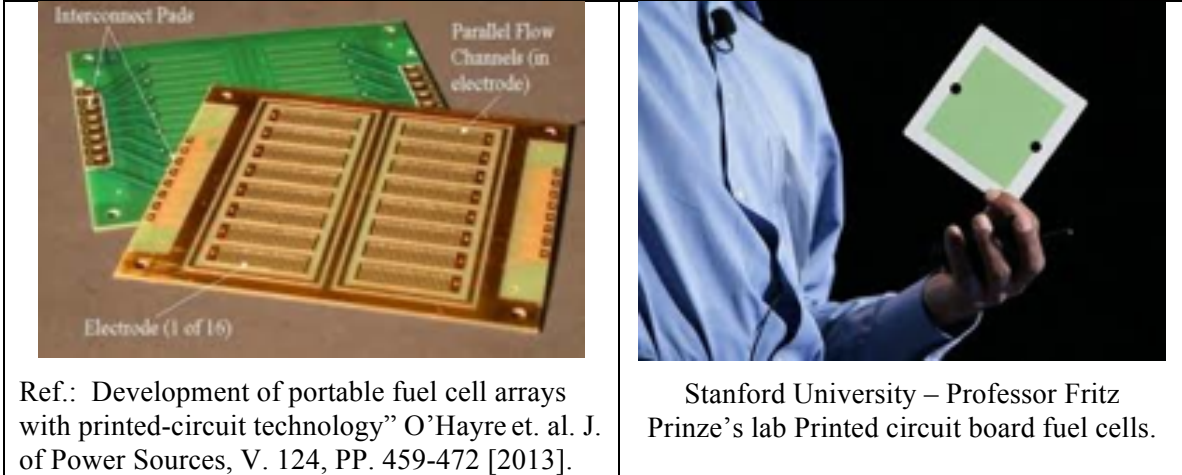 Interconnect Pads
Parallel Flow
Channels (in
electrode)
Electrode (1 of 16)
Ref.:  Development of portable fuel cell arrays
with printed-circuit technology” O’Hayre et. al. J.
of Power Sources, V. 124, PP. 459-472 [2013].
Stanford University – Professor Fritz
Prinze’s lab Printed circuit board fuel cells.